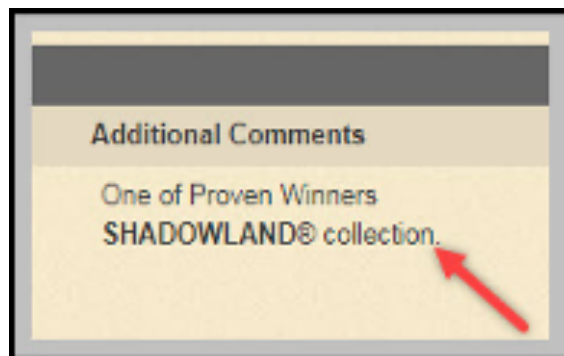 Additional Comments
One of Proven Winners
SHADOWLAND® collection.